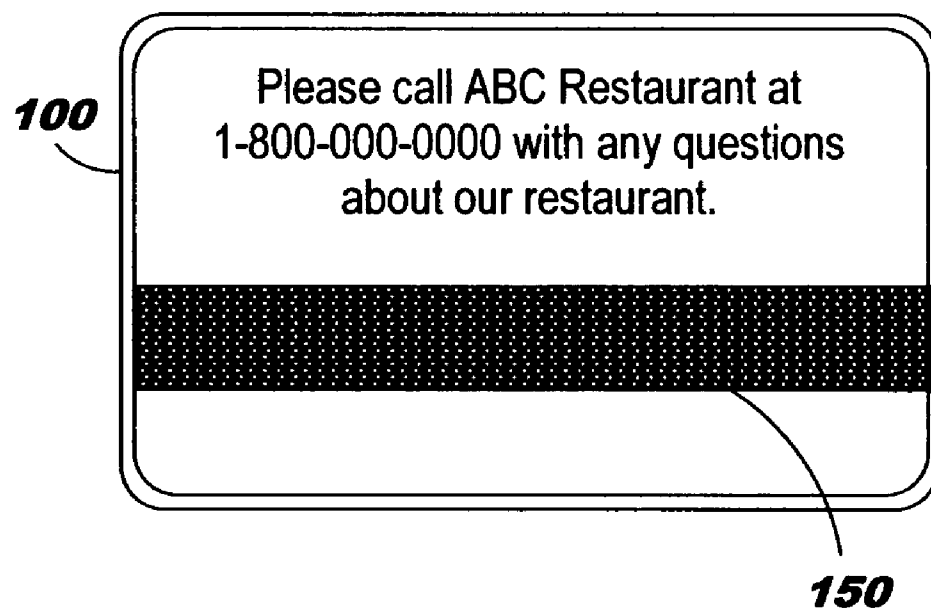 Please call ABC Restaurant at
100
1-800-000-0000 with any questions
about our restaurant.
150